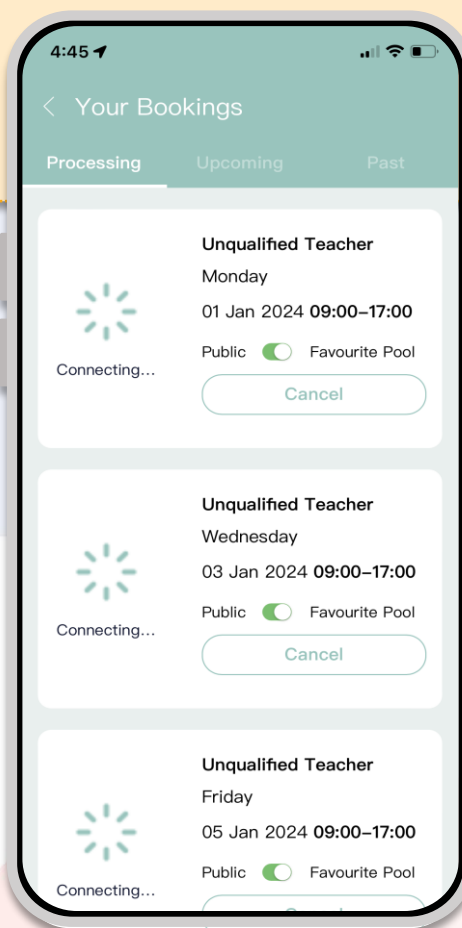 4:45
Your Bookings
Processing Upcoming Past
Unqualified Teacher
Monday
01 Jan 2024 09:00–17:00
Public Favourite Pool
Connecting...
Cancel
Unqualified Teacher
Wednesday
03 Jan 2024 09:00–17:00
Public Favourite Pool
Connecting...
Cancel
Unqualified Teacher
Friday
05 Jan 2024 09:00–17:00
Public Favourite Pool
Connecting...